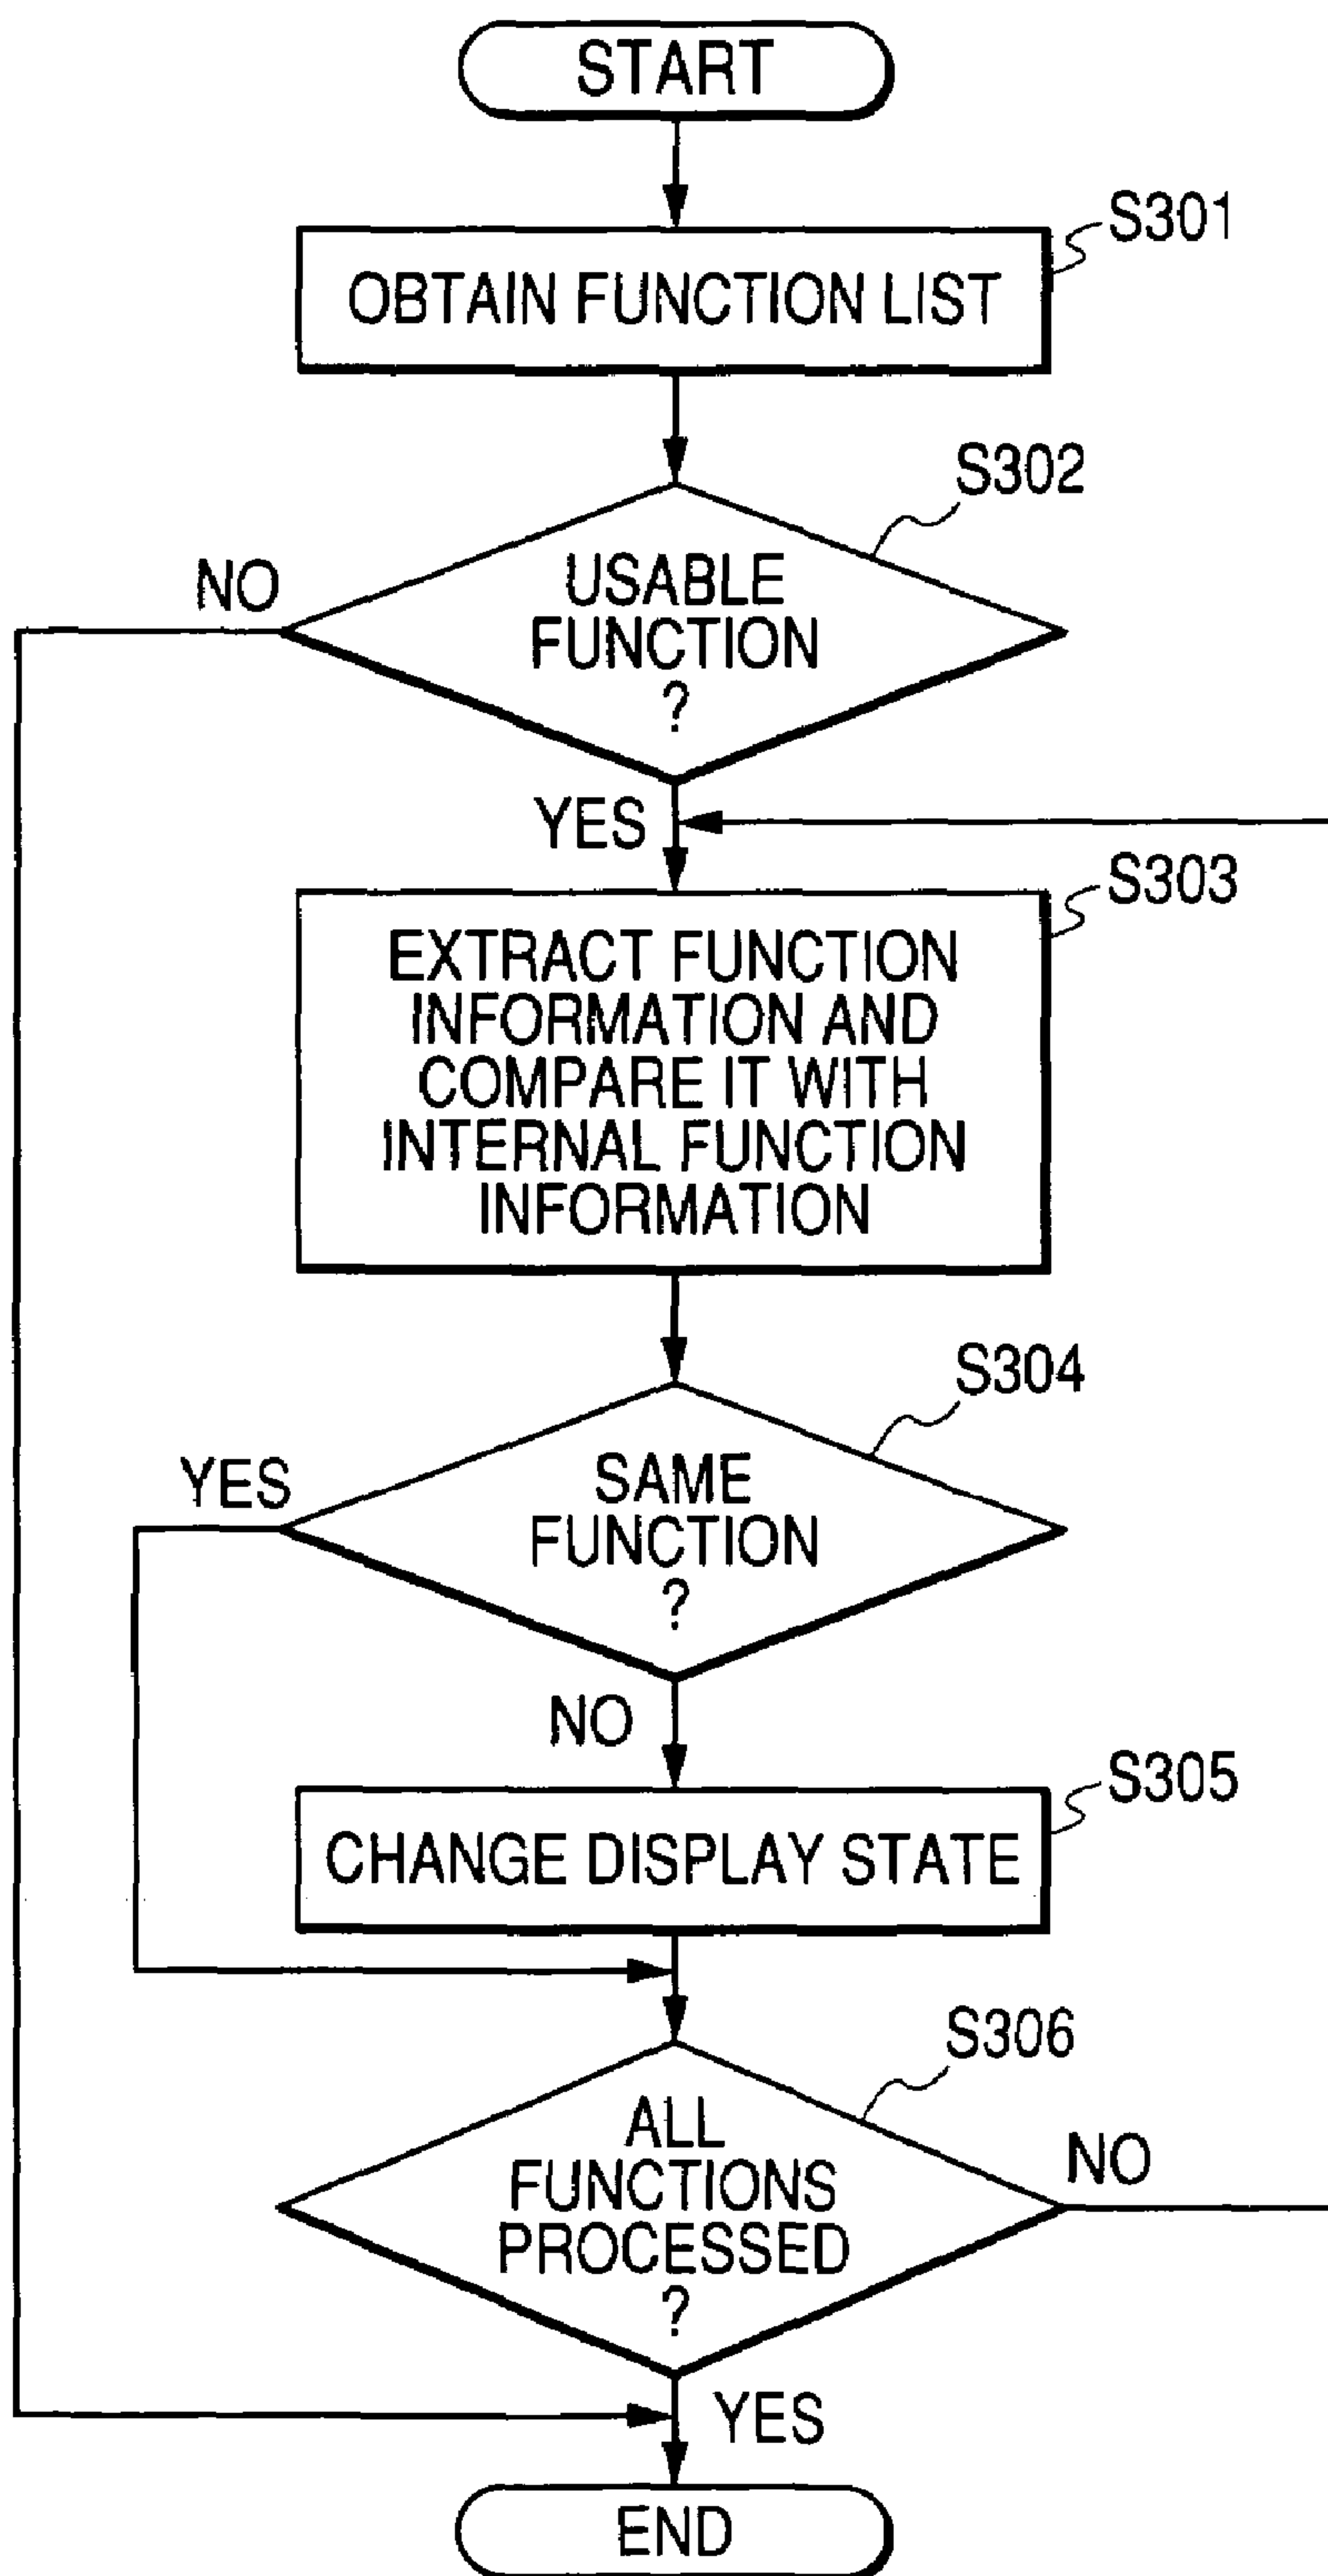 START
S301
OBTAIN FUNCTION LIST
S302
NO
USABLE
FUNCTION
?
YES
S303
EXTRACT FUNCTION
INFORMATION AND
COMPARE IT WITH
INTERNAL FUNCTION
INFORMATION
S304
YES
SAME
FUNCTION
?
NO
S305
CHANGE DISPLAY STATE
S306
ALL
FUNCTIONS
PROCESSED
?
NO
YES
END